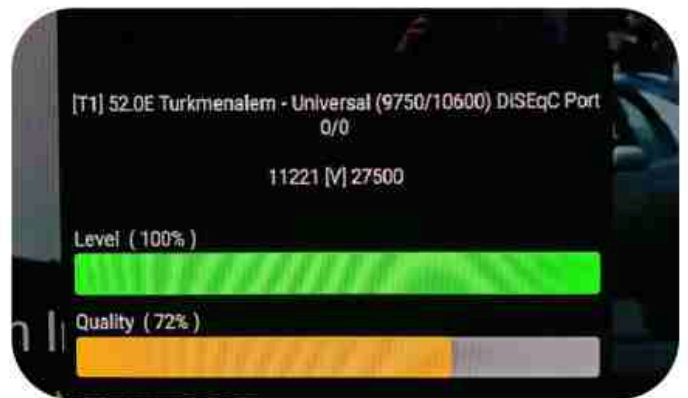 [T1] 52.0E Turkmenalem - Universal (9750/10600) DiSEqC Port
0/0
11221 [V] 27500
Level ( 100% )
Quality ( 72% )